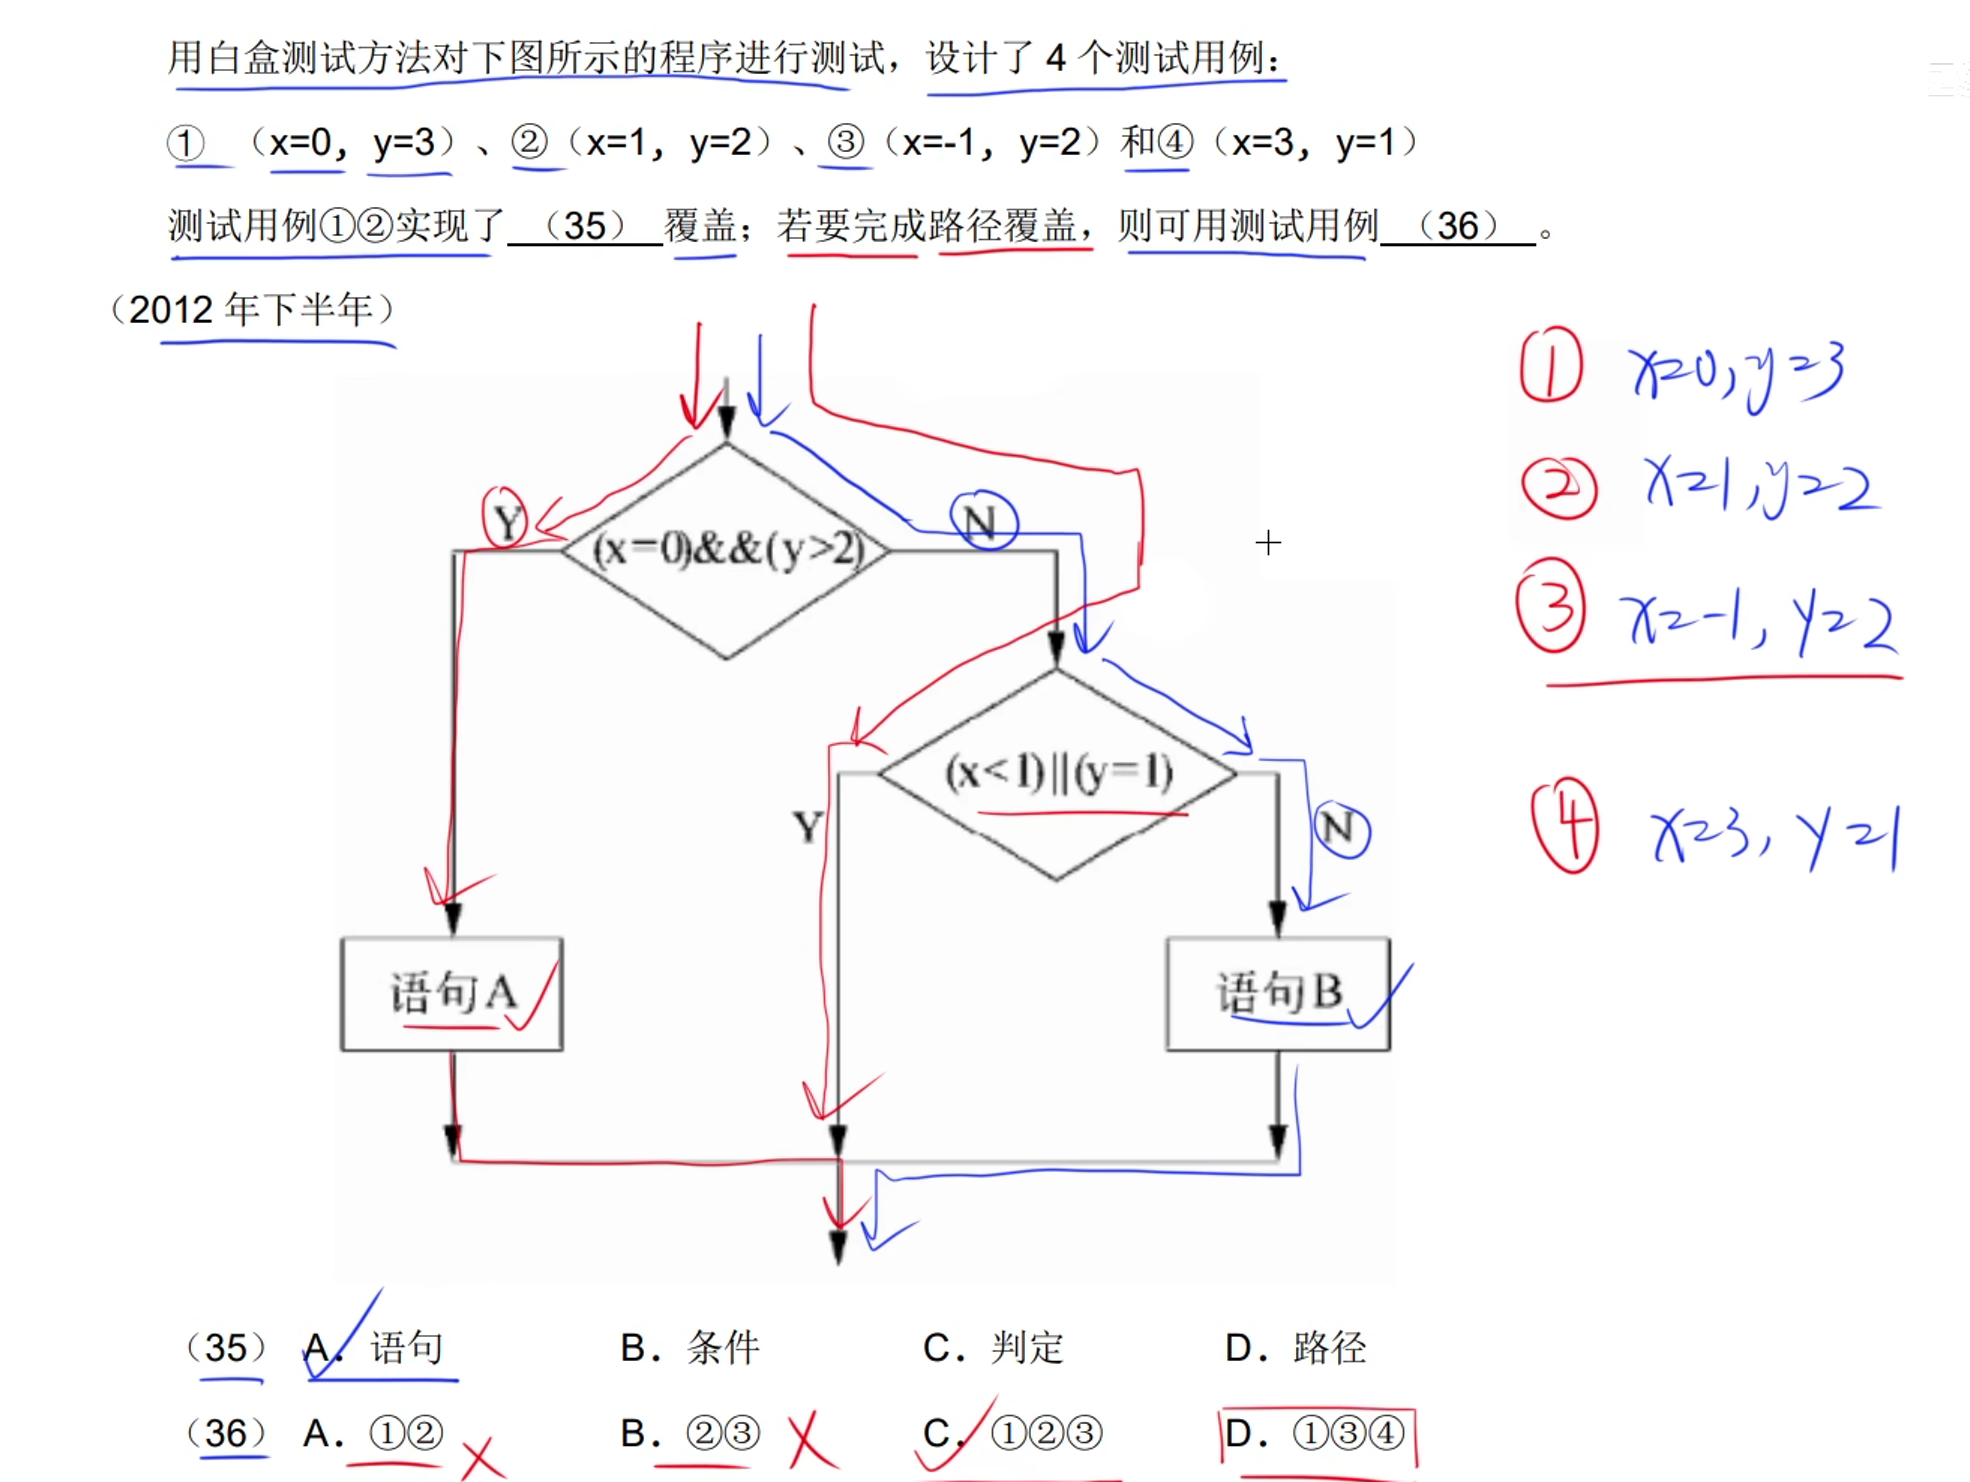 用白盒测试方法对下图所示的程序进行测试，设计了 4 个测试用例：
① （x=0，y=3）、②（x=1，y=2）、③（x=-1，y=2）和④（x=3，y=1）
测试用例①②实现了 （35） 覆盖；若要完成路径覆盖，则可用测试用例 （36） 。
（2012 年下半年）
① x=0,y=3
② x=1,y=2
Y
(x=0)&&(y>2)
N
③ x=-1,y=2
(x<1)||(y=1)
Y
N
④ x=3,y=1
语句A
语句B
（35） A．语句 B．条件 C．判定 D．路径
（36） A．①② B．②③ C．①②③ D．①③④